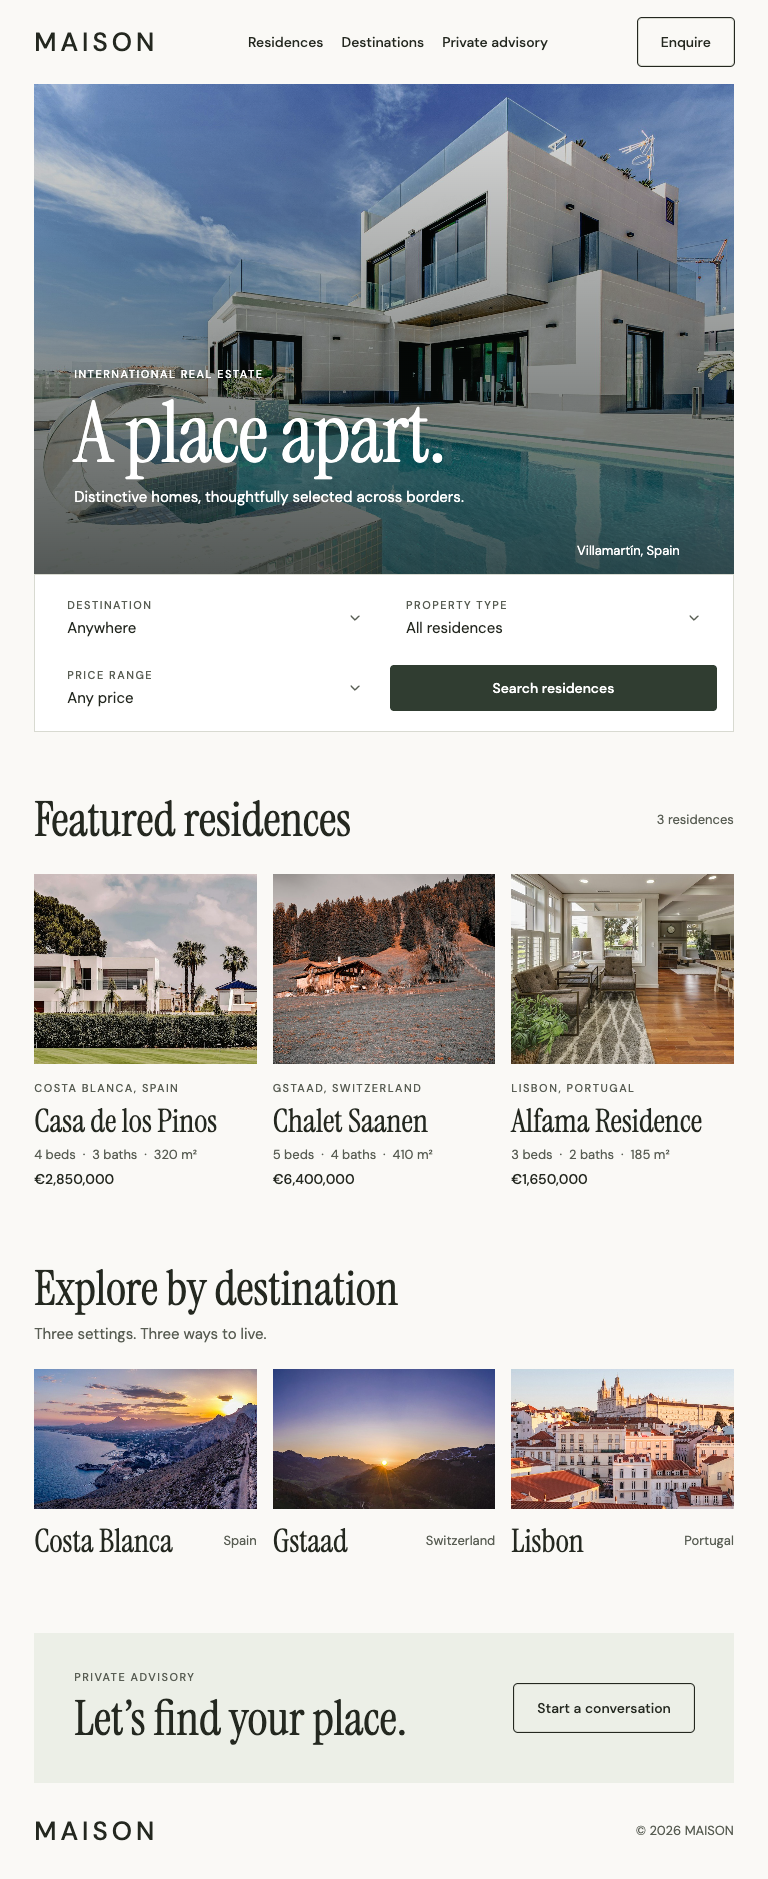 MAISON
Residences Destinations Private advisory
Enquire
INTERNATIONAL REAL ESTATE
A place apart.
Distinctive homes, thoughtfully selected across borders.
Villamartín, Spain
DESTINATION
Anywhere
PROPERTY TYPE
All residences
PRICE RANGE
Any price
Search residences
Featured residences
3 residences
COSTA BLANCA, SPAIN
Casa de los Pinos
4 beds · 3 baths · 320 m²
€2,850,000
GSTAAD, SWITZERLAND
Chalet Saanen
5 beds · 4 baths · 410 m²
€6,400,000
LISBON, PORTUGAL
Alfama Residence
3 beds · 2 baths · 185 m²
€1,650,000
Explore by destination
Three settings. Three ways to live.
Costa Blanca Spain
Gstaad Switzerland
Lisbon Portugal
PRIVATE ADVISORY
Let’s find your place.
Start a conversation
MAISON
© 2026 MAISON